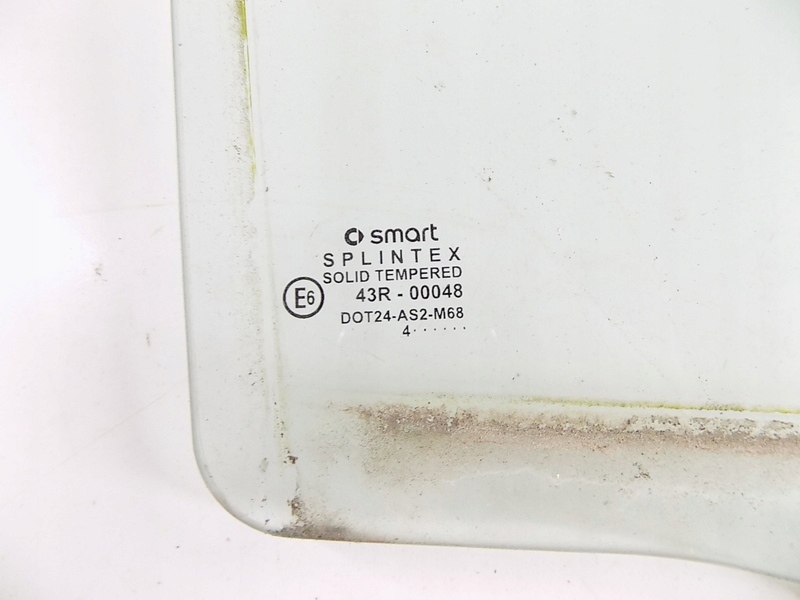 smart
SPLINTEX
SOLID TEMPERED
E6 43R - 00048
DOT24-AS2-M68
4······